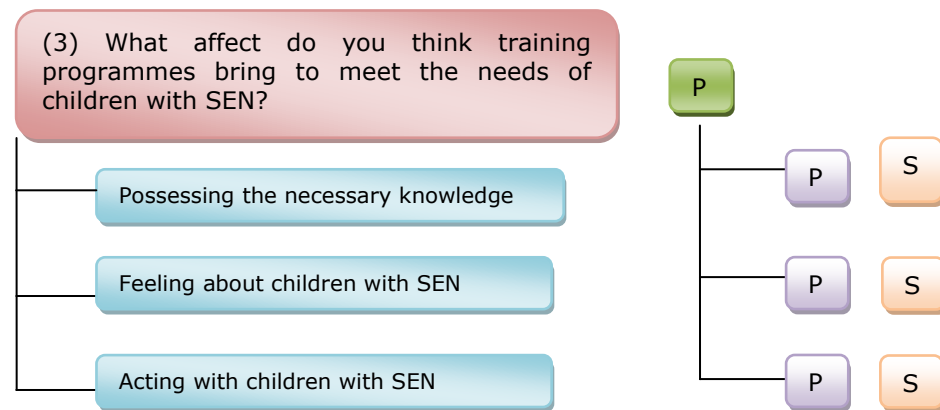 (3) What affect do you think training
programmes bring to meet the needs of
children with SEN?
P
Possessing the necessary knowledge
P
S
Feeling about children with SEN
P
S
Acting with children with SEN
P
S